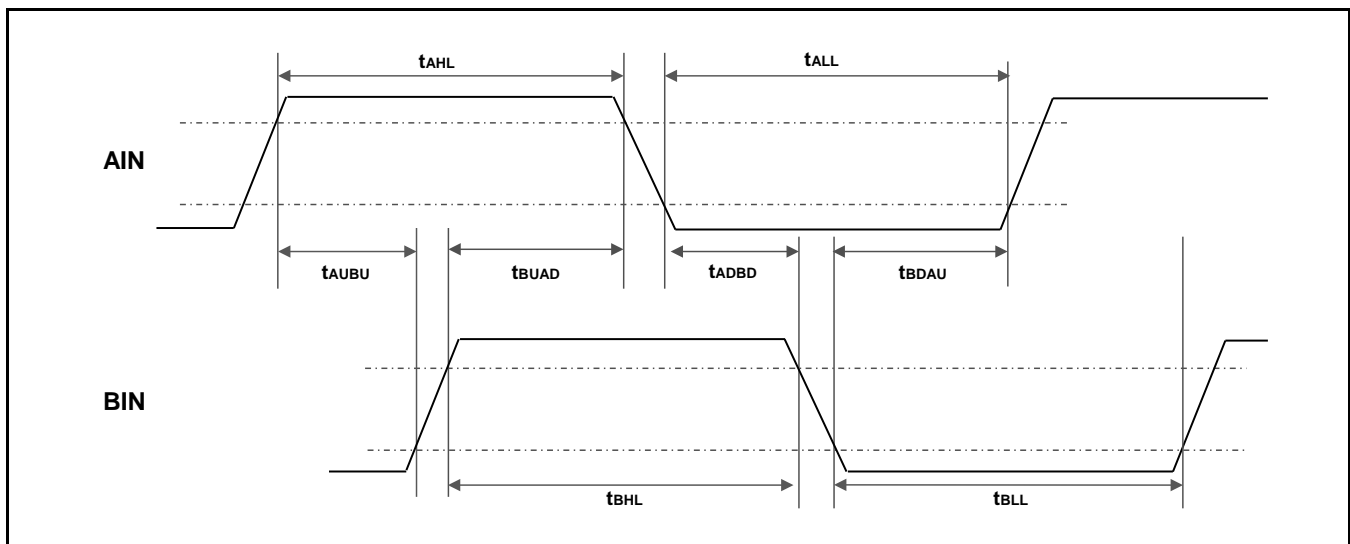 tAHL
tALL
AIN
tAUBU
tBUAD
tADBD
tBDAU
BIN
tBHL
tBLL